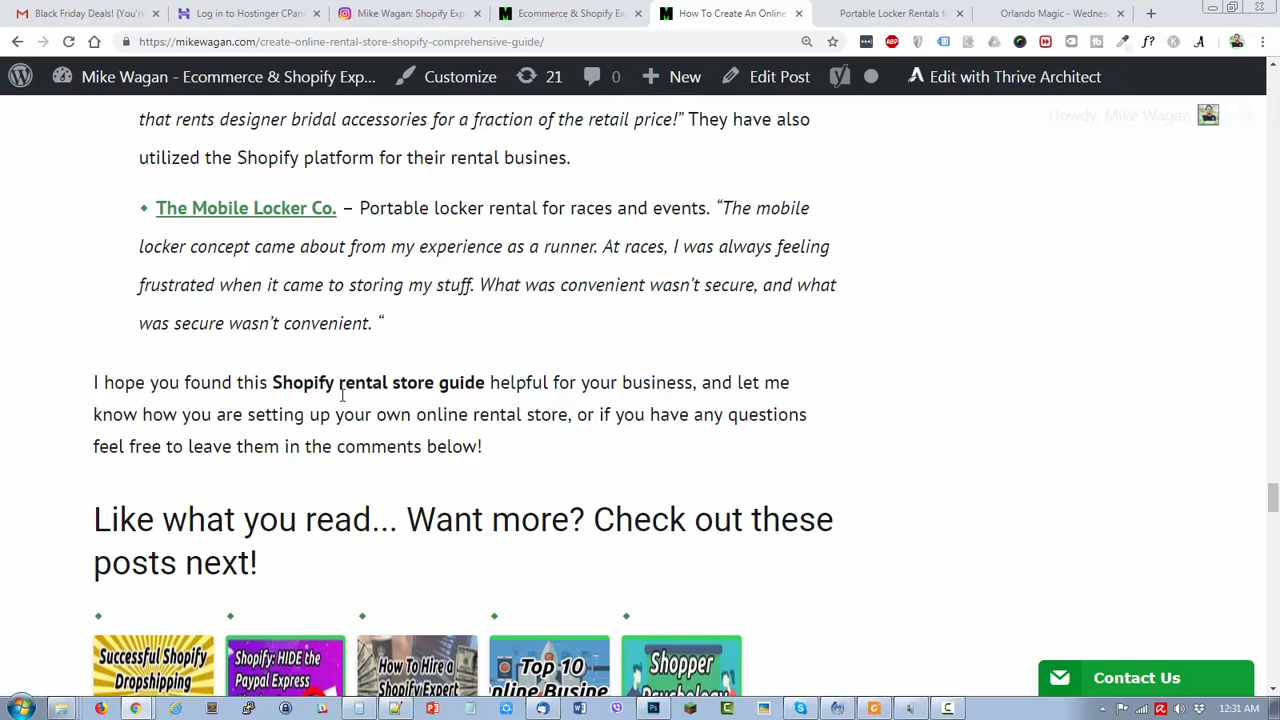 Black Friday Deals! (You'n
Log in to Hostinger CPan
Mike Wagan: Shopify Exp
Ecommerce & Shopify Exp
How To Create An Online
Portable Locker Rentals f
Orlando Magic - Wednes
https://mikewagan.com/create-online-rental-store-shopify-comprehensive-guide/
Mike Wagan - Ecommerce & Shopify Exp...
Customize
21
0
New
Edit Post
Edit with Thrive Architect
Howdy, Mike Wagan
that rents designer bridal accessories for a fraction of the retail price!” They have also
utilized the Shopify platform for their rental busines.
The Mobile Locker Co. – Portable locker rental for races and events. “The mobile
locker concept came about from my experience as a runner. At races, I was always feeling
frustrated when it came to storing my stuff. What was convenient wasn’t secure, and what
was secure wasn’t convenient. “
I hope you found this Shopify rental store guide helpful for your business, and let me
know how you are setting up your own online rental store, or if you have any questions
feel free to leave them in the comments below!
Like what you read... Want more? Check out these
posts next!
Successful Shopify
Dropshipping
Shopify: HIDE the
Paypal Express
How To Hire a
Shopify Expert
Top 10
Online Busine
Shopper
Psychology
Contact Us
12:31 AM